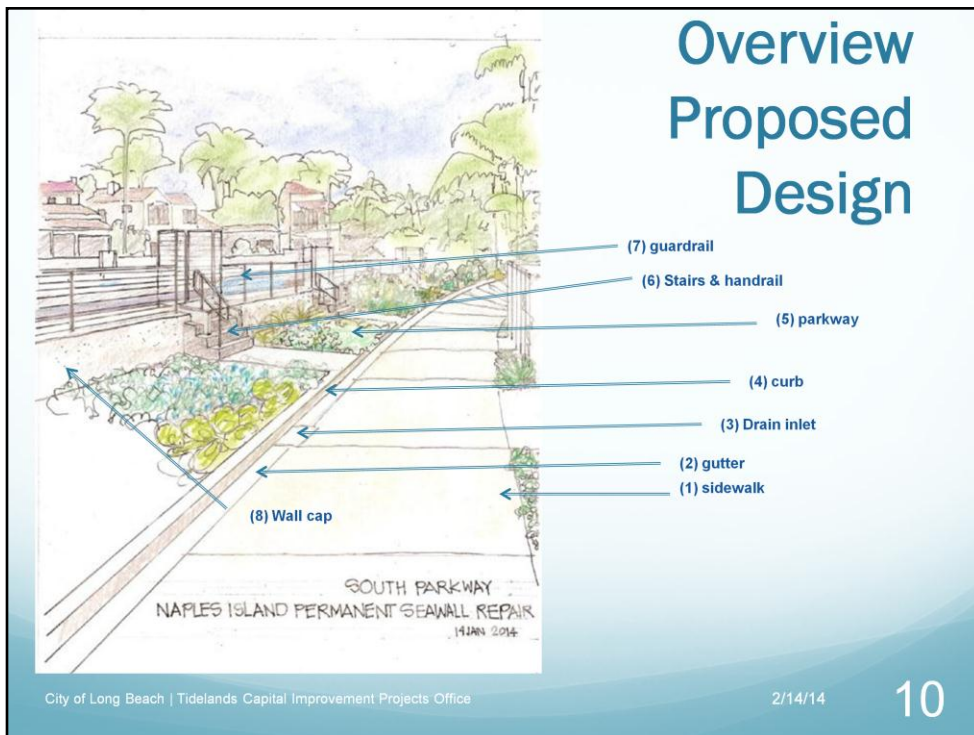 Overview
Proposed
Design
(7) guardrail
(6) Stairs & handrail
(5) parkway
(4) curb
(3) Drain inlet
(2) gutter
(1) sidewalk
(8) Wall cap
SOUTH PARKWAY
NAPLES ISLAND PERMANENT SEAWALL REPAIR
14 JAN 2014
City of Long Beach | Tidelands Capital Improvement Projects Office
2/14/14
10